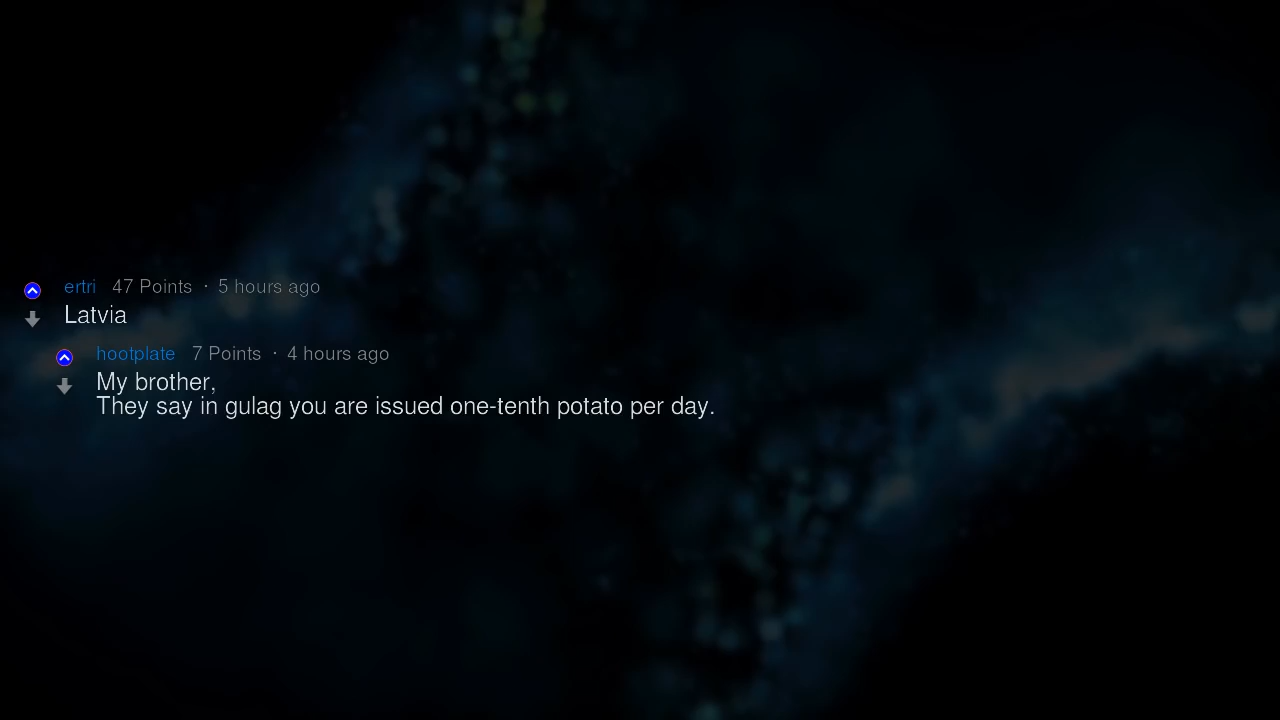 ertri 47 Points · 5 hours ago
Latvia
hootplate 7 Points · 4 hours ago
My brother,
They say in gulag you are issued one-tenth potato per day.